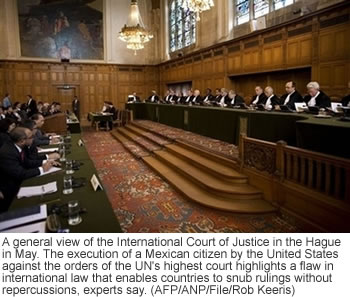 A general view of the International Court of Justice in the Hague
in May. The execution of a Mexican citizen by the United States
against the orders of the UN's highest court highlights a flaw in
international law that enables countries to snub rulings without
repercussions, experts say. (AFP/ANP/File/Rob Keeris)